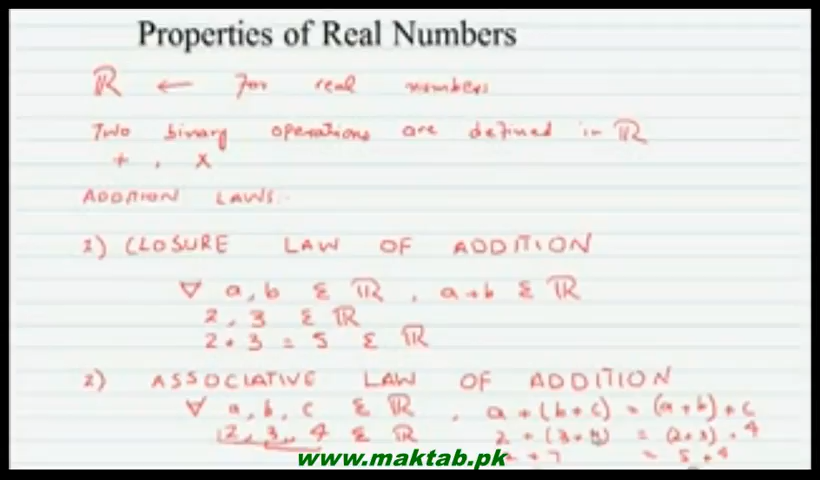 Properties of Real Numbers
ℝ ← for real numbers
Two binary operations are defined in ℝ
+ , ×
ADDITION LAWS:
1) CLOSURE LAW OF ADDITION
∀ a, b ∈ ℝ , a + b ∈ ℝ
2, 3 ∈ ℝ
2 + 3 = 5 ∈ ℝ
2) ASSOCIATIVE LAW OF ADDITION
∀ a, b, c ∈ ℝ , a + (b + c) = (a + b) + c
2, 3, 4 ∈ ℝ 2 + (3 + 4) = (2 + 3) + 4
+ 7 = 5 + 4
www.maktab.pk